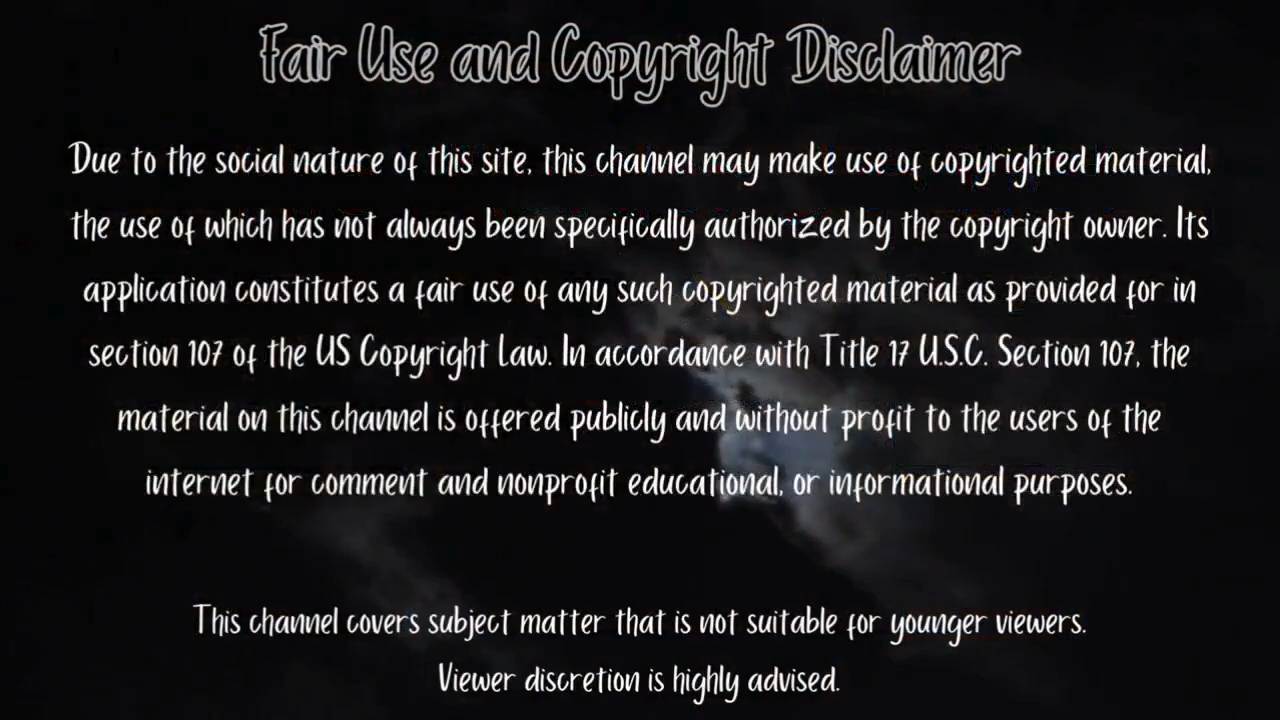 Fair Use and Copyright Disclaimer
Due to the social nature of this site, this channel may make use of copyrighted material,
the use of which has not always been specifically authorized by the copyright owner. Its
application constitutes a fair use of any such copyrighted material as provided for in
section 107 of the US Copyright Law. In accordance with Title 17 U.S.C. Section 107, the
material on this channel is offered publicly and without profit to the users of the
internet for comment and nonprofit educational, or informational purposes.
This channel covers subject matter that is not suitable for younger viewers.
Viewer discretion is highly advised.